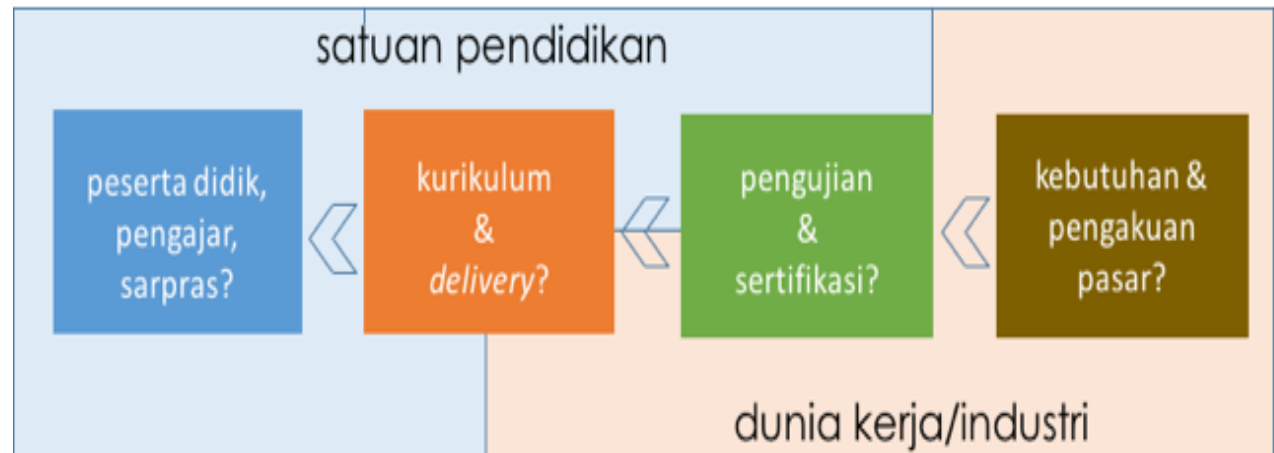 satuan pendidikan
peserta didik,
pengajar,
sarpras?
kurikulum
&
delivery?
pengujian
&
sertifikasi?
kebutuhan &
pengakuan
pasar?
dunia kerja/industri